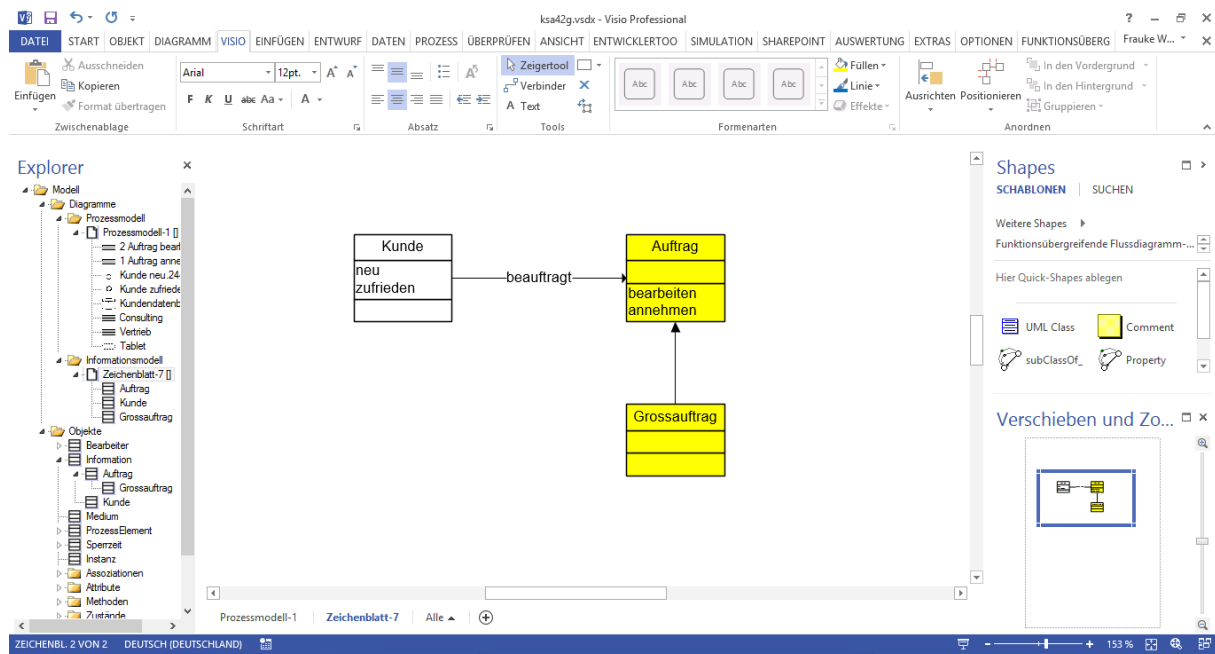 ksa42g.vsdx - Visio Professional
DATEI START OBJEKT DIAGRAMM VISIO EINFÜGEN ENTWURF DATEN PROZESS ÜBERPRÜFEN ANSICHT ENTWICKLERTOO SIMULATION SHAREPOINT AUSWERTUNG EXTRAS OPTIONEN FUNKTIONSÜBERG Frauke W...
Einfügen
Ausschneiden
Kopieren
Format übertragen
Zwischenablage
Arial 12pt.
F K U abc Aa A
Schriftart
Absatz
Zeigertool
Verbinder
A Text
Tools
Abc Abc Abc Abc
Füllen
Linie
Effekte
Formenarten
Ausrichten Positionieren
In den Vordergrund
In den Hintergrund
Gruppieren
Anordnen
Explorer
Modell
Diagramme
Prozessmodell
Prozessmodell-1 []
2 Auftrag bearl
1 Auftrag anne
Kunde neu.24
Kunde zufriede
Kundendatenb
Consulting
Vertrieb
Tablet
Informationsmodell
Zeichenblatt-7 []
Auftrag
Kunde
Grossauftrag
Objekte
Bearbeiter
Information
Auftrag
Grossauftrag
Kunde
Medium
ProzessElement
Sperrzeit
Instanz
Assoziationen
Attribute
Methoden
Zustände
Kunde
neu
zufrieden
beauftragt
Auftrag
bearbeiten
annehmen
Grossauftrag
Prozessmodell-1 Zeichenblatt-7 Alle
Shapes
SCHABLONEN SUCHEN
Weitere Shapes
Funktionsübergreifende Flussdiagramm-...
Hier Quick-Shapes ablegen
UML Class Comment
subClassOf_ Property
Verschieben und Zo...
ZEICHENBL. 2 VON 2 DEUTSCH (DEUTSCHLAND) 153 %